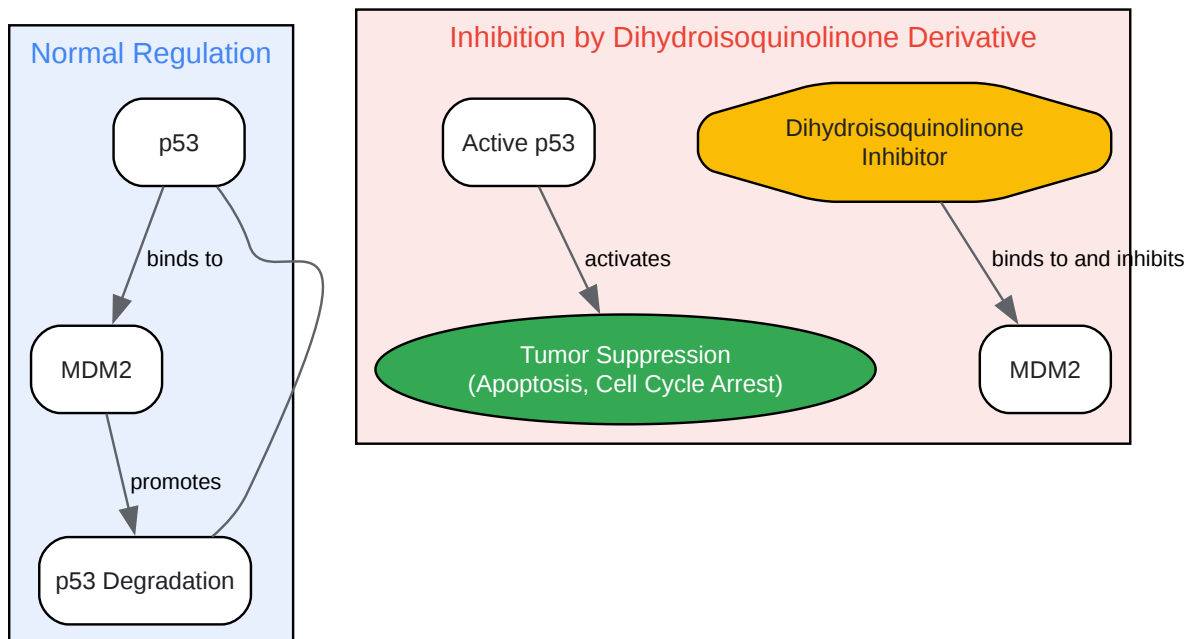 Normal Regulation
p53
binds to
MDM2
promotes
p53 Degradation
Inhibition by Dihydroisoquinolinone Derivative
Active p53
Dihydroisoquinolinone
Inhibitor
activates
binds to and inhibits
Tumor Suppression
(Apoptosis, Cell Cycle Arrest)
MDM2